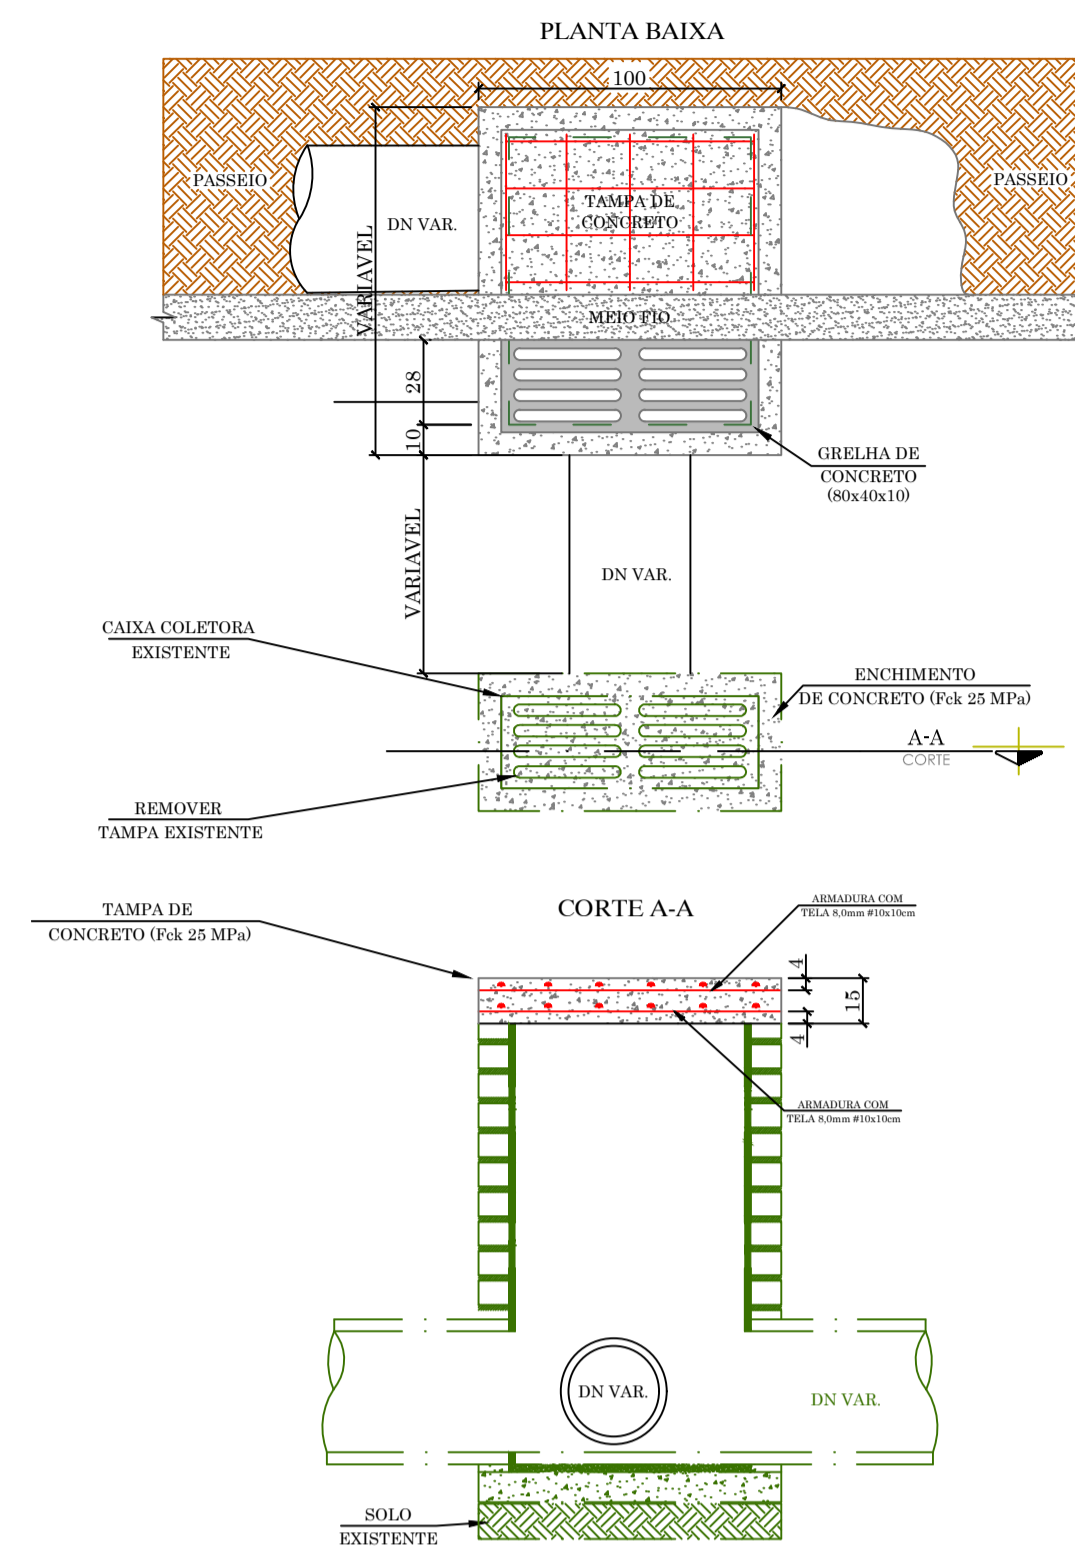 PLANTA BAIXA
100
PASSEIO
PASSEIO
DN VAR.
TAMPA DE
CONCRETO
VARIAVEL
MEIO FIO
28
10
GRELHA DE
CONCRETO
(80x40x10)
VARIAVEL
DN VAR.
CAIXA COLETORA
EXISTENTE
ENCHIMENTO
DE CONCRETO (Fck 25 MPa)
A-A
CORTE
REMOVER
TAMPA EXISTENTE
CORTE A-A
TAMPA DE
CONCRETO (Fck 25 MPa)
ARMADURA COM
TELA 8,0mm #10x10cm
4
15
4
ARMADURA COM
TELA 8,0mm #10x10cm
DN VAR.
DN VAR.
SOLO
EXISTENTE